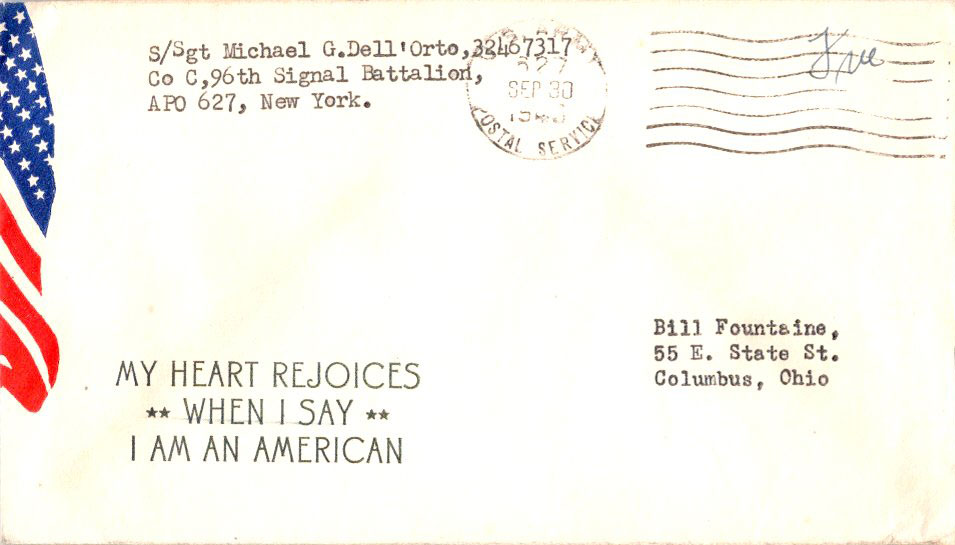 S/Sgt Michael G.Dell'Orto,32467317
Co C,96th Signal Battalion,
APO 627, New York.
SEP 30
POSTAL SERVICE
Free
Bill Fountaine,
55 E. State St.
Columbus, Ohio
MY HEART REJOICES
** WHEN I SAY **
I AM AN AMERICAN